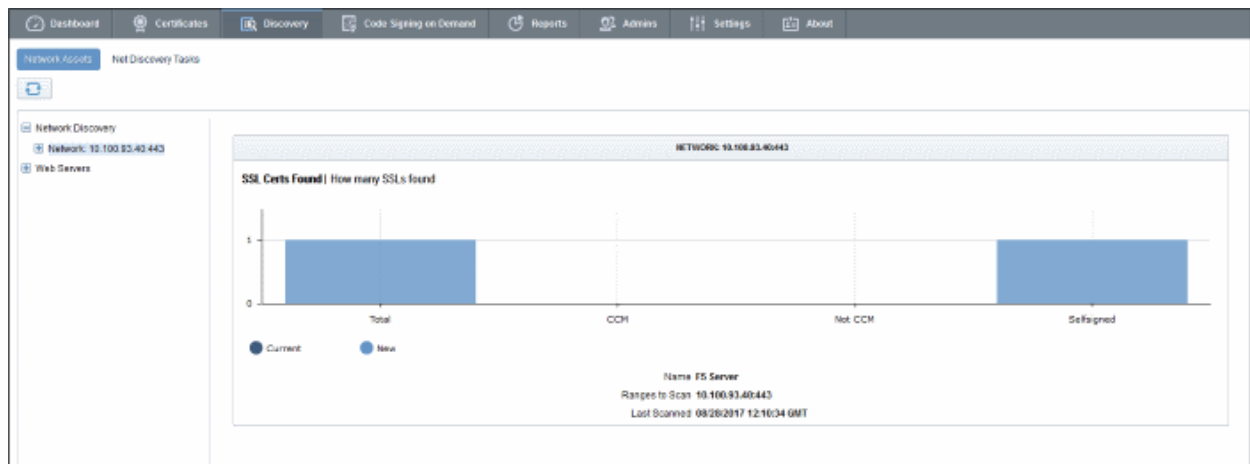 Dashboard Certificates Discovery Code Signing on Demand Reports Admins Settings About
Network Assets Net Discovery Tasks
Network Discovery
Network: 10.100.93.40:443
Web Servers
NETWORK: 10.100.93.40:443
SSL Certs Found | How many SSLs found
1
0
Total CCM Not CCM Selfsigned
Current New
Name F5 Server
Ranges to Scan 10.100.93.40:443
Last Scanned 08/28/2017 12:10:34 GMT